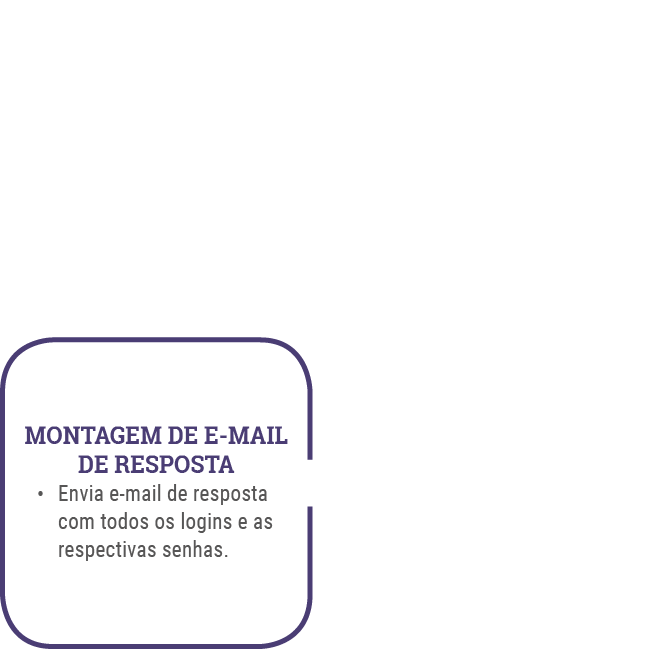 MONTAGEM DE E-MAIL
DE RESPOSTA
• Envia e-mail de resposta
com todos os logins e as
respectivas senhas.